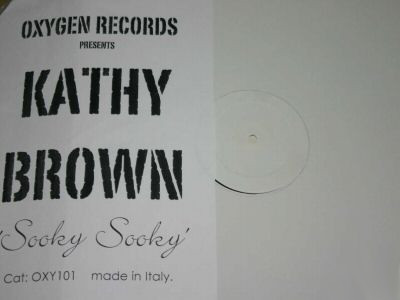 OXYGEN RECORDS
PRESENTS
KATHY
BROWN
'Sooky Sooky'
Cat: OXY101 made in Italy.